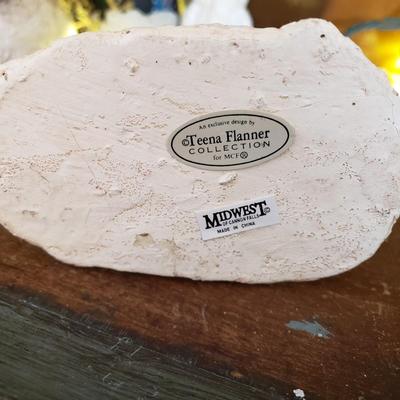 An exclusive design by
©Teena Flanner
COLLECTION
for MCF®
MIDWEST
OF CANNON FALLS
MADE IN CHINA